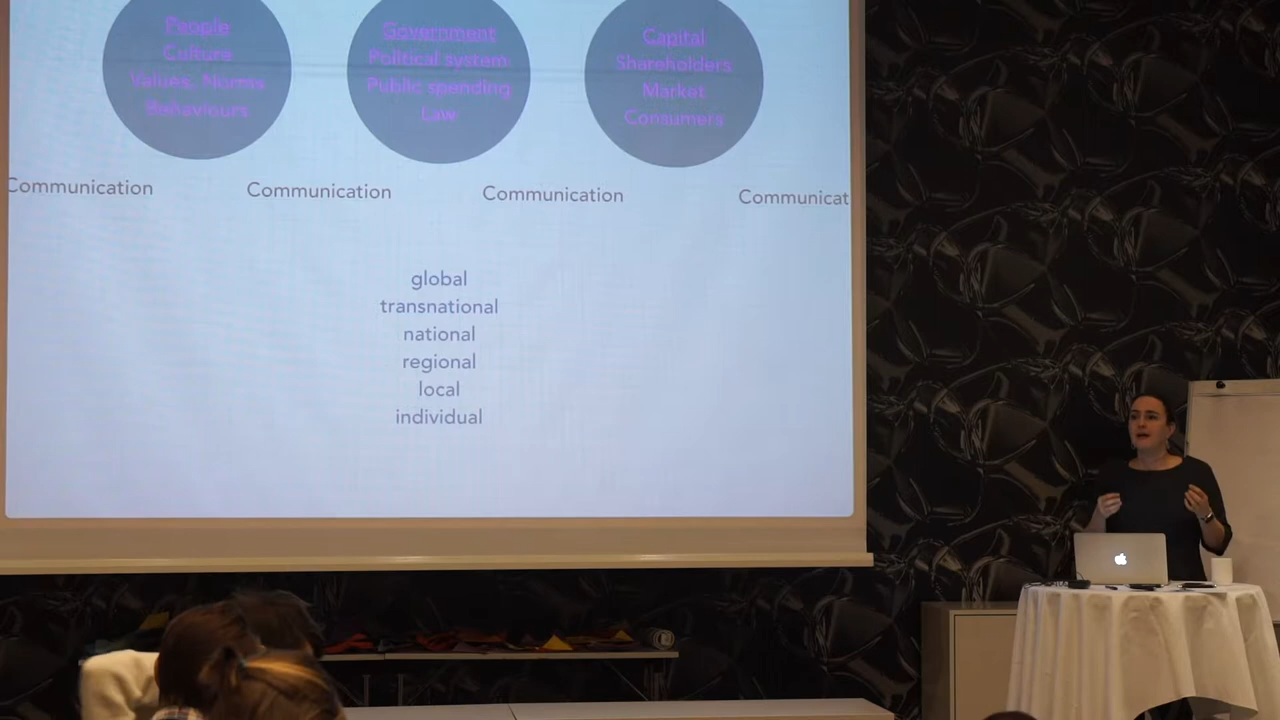 People
Culture
Values, Norms
Behaviours
Government
Political system
Public spending
Law
Capital
Shareholders
Market
Consumers
Communication
Communication
Communication
Communicat
global
transnational
national
regional
local
individual